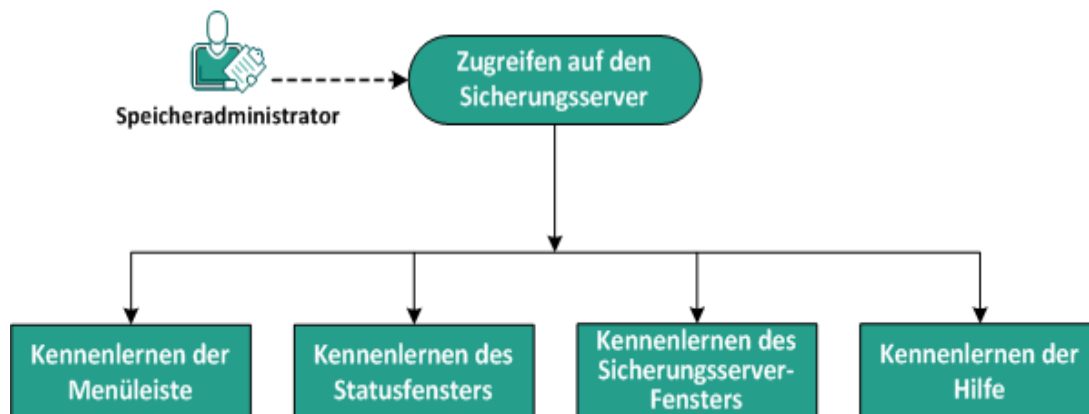 Zugreifen auf den
Sicherungsserver
Speicheradministrator
Kennenlernen der
Menüleiste
Kennenlernen des
Statusfensters
Kennenlernen des
Sicherungsserver-
Fensters
Kennenlernen der
Hilfe